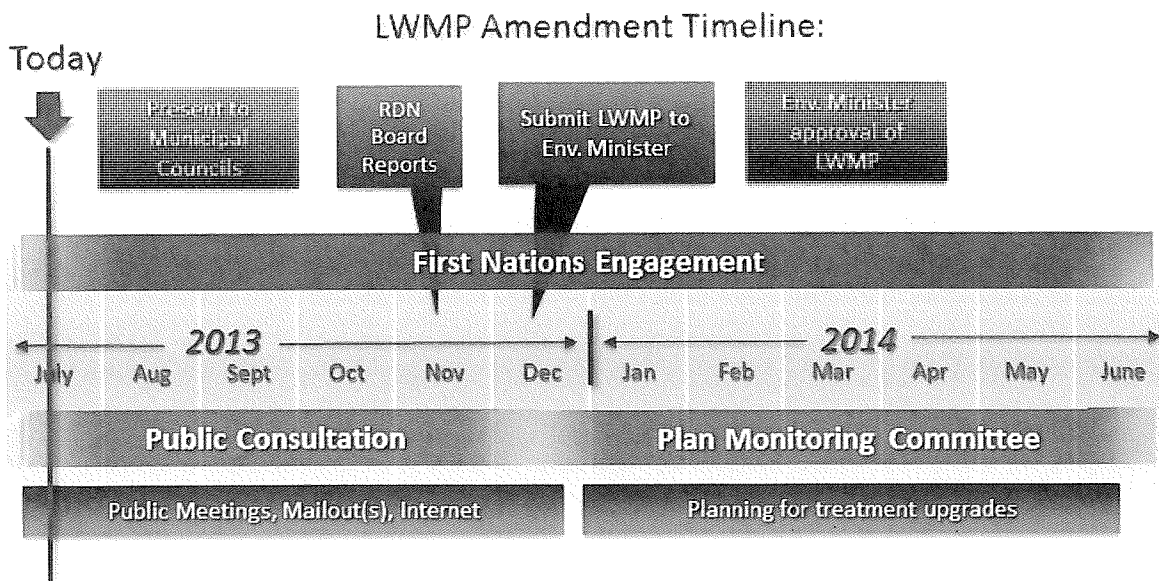 LWMP Amendment Timeline:
Today
Present to
Municipal
Councils
RDN
Board
Reports
Submit LWMP to
Env. Minister
Env. Minister
approval of
LWMP
First Nations Engagement
2013
2014
July Aug Sept Oct Nov Dec Jan Feb Mar Apr May June
Public Consultation
Plan Monitoring Committee
Public Meetings, Mailout(s), Internet
Planning for treatment upgrades